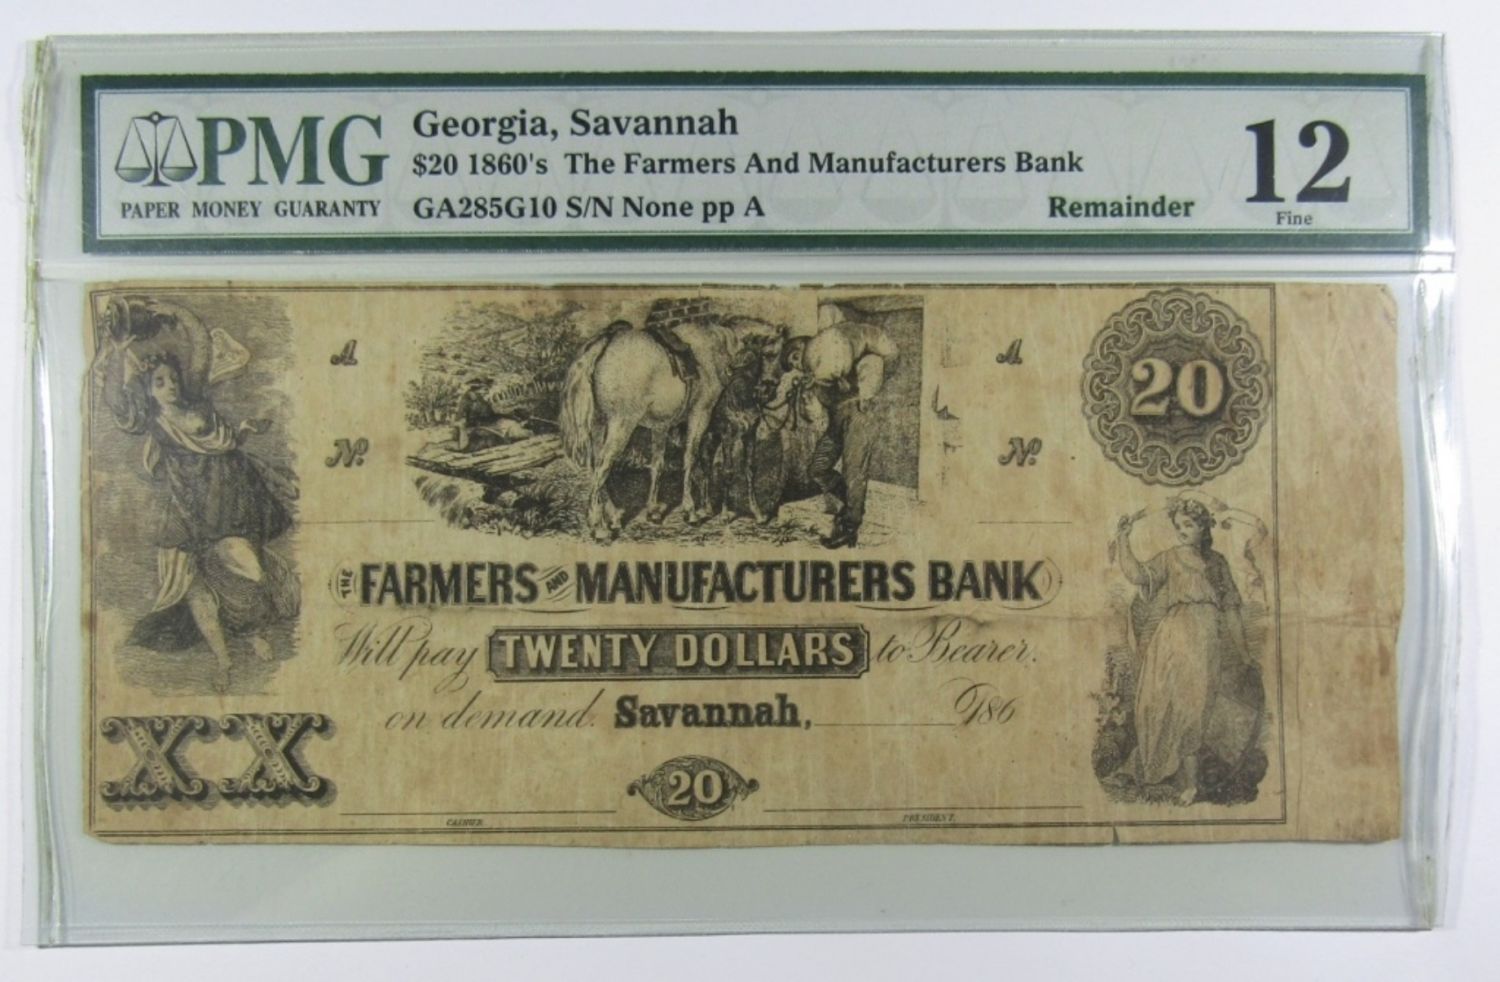 PMG
PAPER MONEY GUARANTY
Georgia, Savannah
$20 1860's The Farmers And Manufacturers Bank
GA285G10 S/N None pp A
Remainder
12
Fine
A
A
20
No.
No.
THE FARMERS AND MANUFACTURERS BANK
Will pay TWENTY DOLLARS to Bearer.
on demand. Savannah, 186
XX
20
CASHIER.
PRESIDENT.